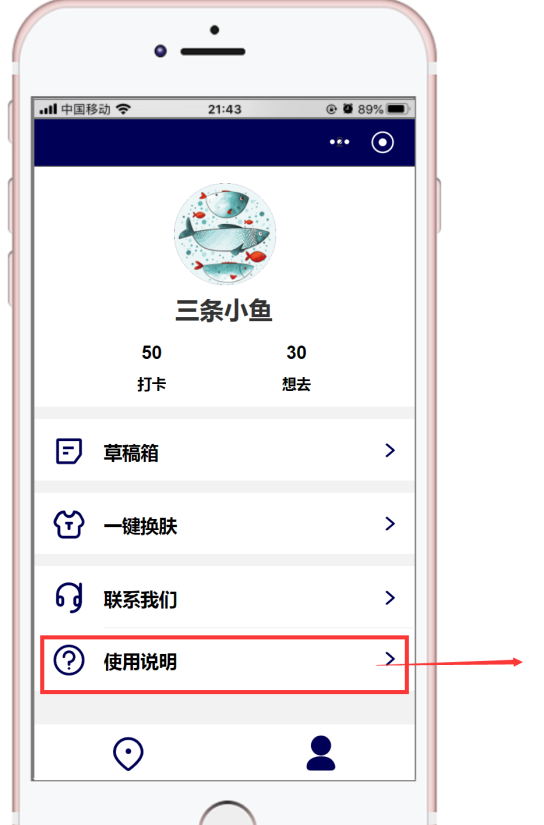 中国移动 21:43 89%
三条小鱼
50 30
打卡 想去
草稿箱
一键换肤
联系我们
使用说明